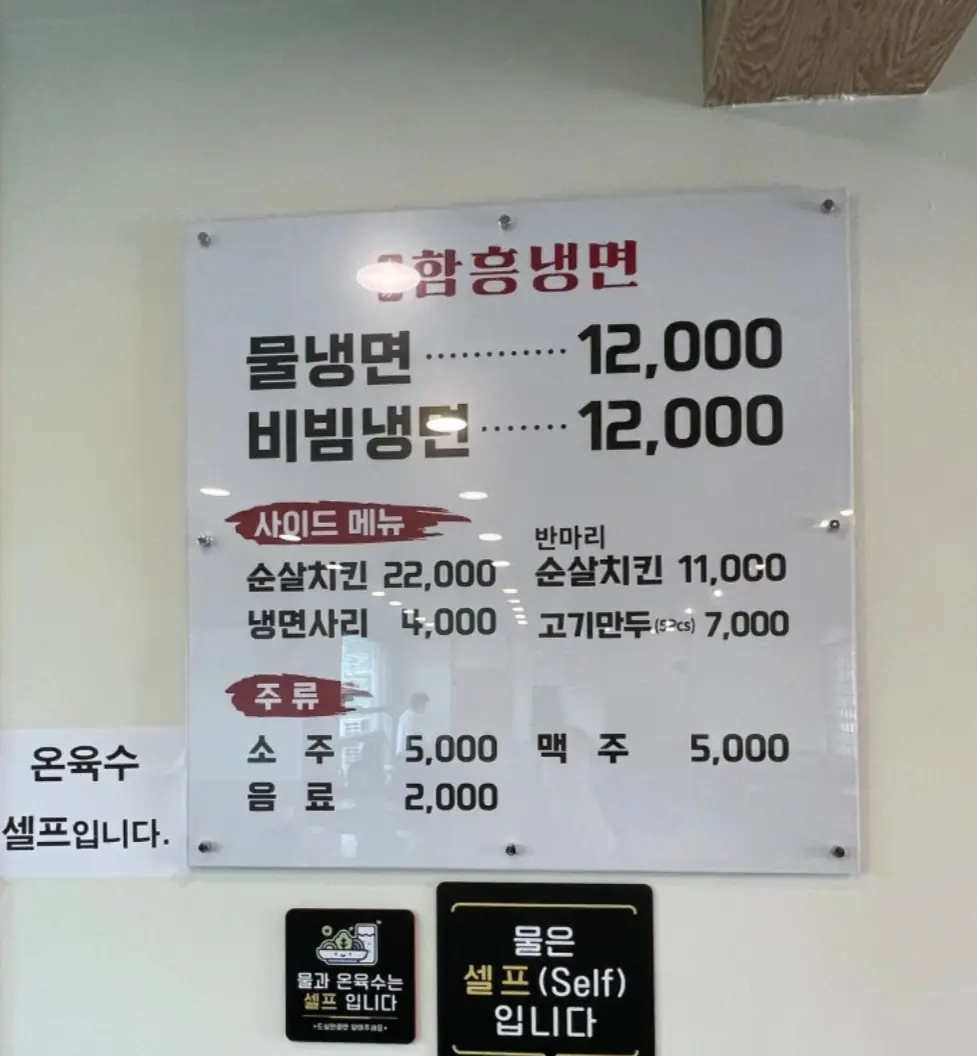 함흥냉면
물냉면 ············ 12,000
비빔냉면 ······· 12,000
사이드 메뉴
순살치킨 22,000
반마리
순살치킨 11,000
냉면사리 4,000
고기만두(5Pcs) 7,000
주류
소 주 5,000
맥 주 5,000
음 료 2,000
온육수
셀프입니다.
물과 온육수는
셀프 입니다
물은
셀프(Self)
입니다